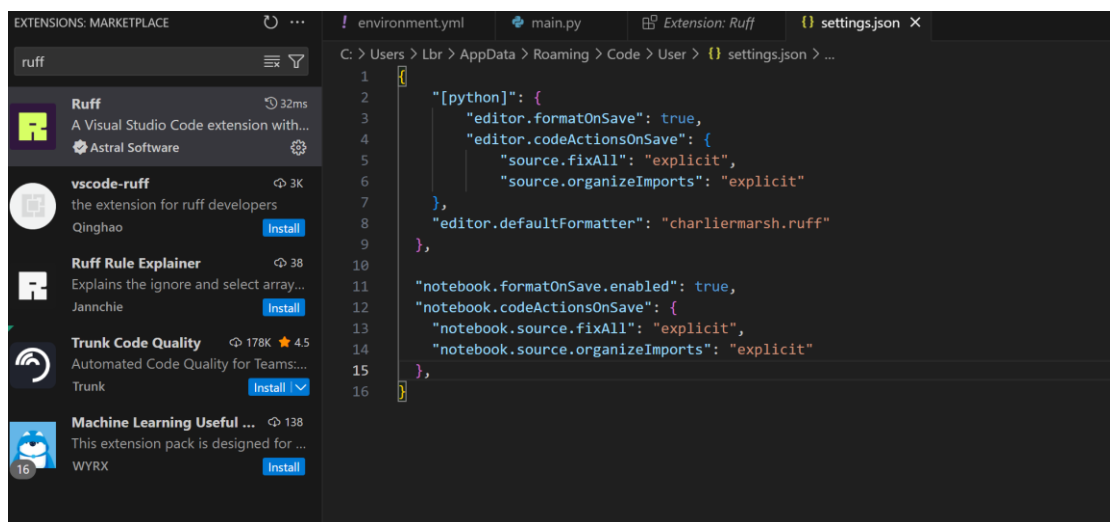 EXTENSIONS: MARKETPLACE
ruff
Ruff 32ms
A Visual Studio Code extension with...
Astral Software
vscode-ruff 3K
the extension for ruff developers
Qinghao Install
Ruff Rule Explainer 38
Explains the ignore and select array...
Jannchie Install
Trunk Code Quality 178K 4.5
Automated Code Quality for Teams:...
Trunk Install
Machine Learning Useful ... 138
This extension pack is designed for ...
WYRX Install
16
! environment.yml main.py Extension: Ruff {} settings.json ×
C: > Users > Lbr > AppData > Roaming > Code > User > {} settings.json > ...
1 {
2 "[python]": {
3 "editor.formatOnSave": true,
4 "editor.codeActionsOnSave": {
5 "source.fixAll": "explicit",
6 "source.organizeImports": "explicit"
7 },
8 "editor.defaultFormatter": "charliermarsh.ruff"
9 },
10
11 "notebook.formatOnSave.enabled": true,
12 "notebook.codeActionsOnSave": {
13 "notebook.source.fixAll": "explicit",
14 "notebook.source.organizeImports": "explicit"
15 },
16 }